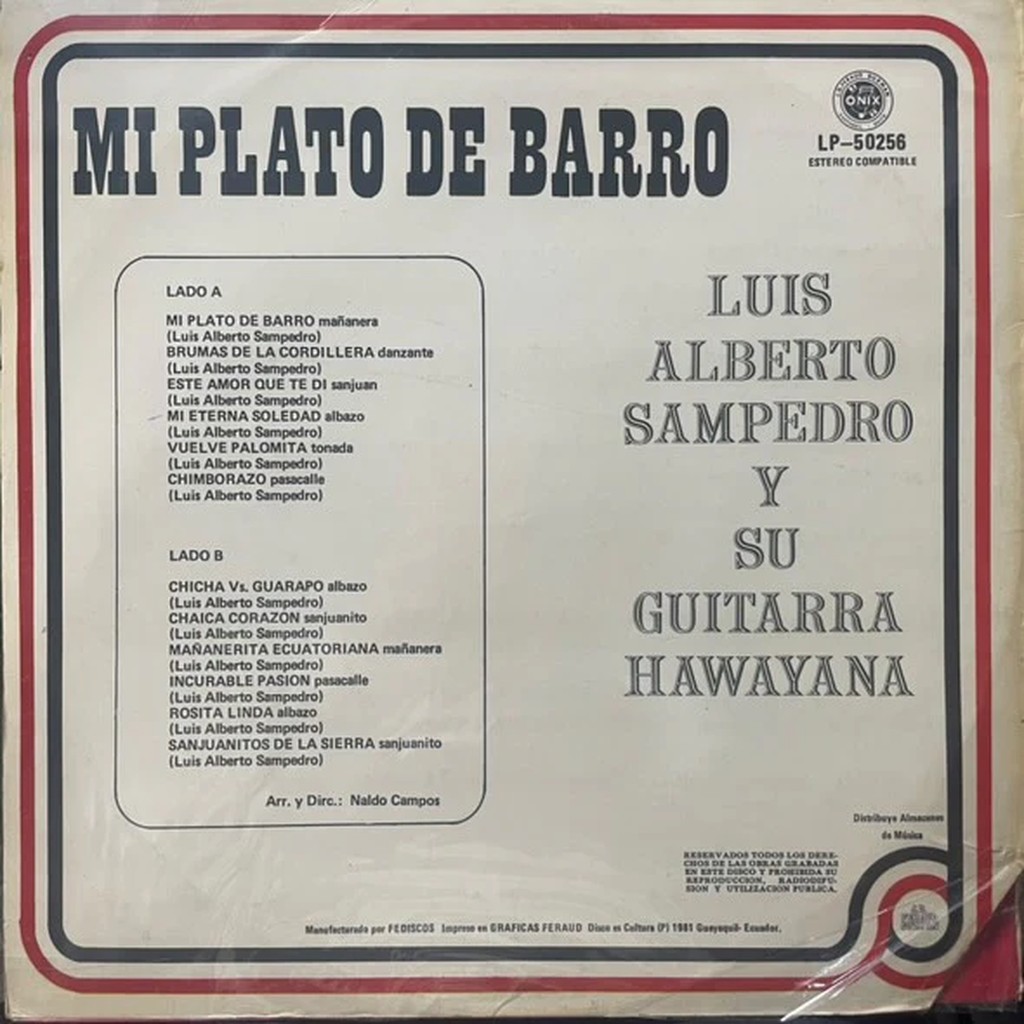 MI PLATO DE BARRO
ONIX
LP-50256
ESTEREO COMPATIBLE
LADO A
MI PLATO DE BARRO mañanera
(Luis Alberto Sampedro)
BRUMAS DE LA CORDILLERA danzante
(Luis Alberto Sampedro)
ESTE AMOR QUE TE DI sanjuan
(Luis Alberto Sampedro)
MI ETERNA SOLEDAD albazo
(Luis Alberto Sampedro)
VUELVE PALOMITA tonada
(Luis Alberto Sampedro)
CHIMBORAZO pasacalle
(Luis Alberto Sampedro)
LADO B
CHICHA Vs. GUARAPO albazo
(Luis Alberto Sampedro)
CHAICA CORAZON sanjuanito
(Luis Alberto Sampedro)
MAÑANERITA ECUATORIANA mañanera
(Luis Alberto Sampedro)
INCURABLE PASION pasacalle
(Luis Alberto Sampedro)
ROSITA LINDA albazo
(Luis Alberto Sampedro)
SANJUANITOS DE LA SIERRA sanjuanito
(Luis Alberto Sampedro)
Arr. y Dirc.: Naldo Campos
LUIS
ALBERTO
SAMPEDRO
Y
SU
GUITARRA
HAWAYANA
Distribuye Almacenes
de Música
RESERVADOS TODOS LOS DERE-
CHOS DE LAS OBRAS GRABADAS
EN ESTE DISCO Y PROHIBIDA SU
REPRODUCCION, RADIODIFU-
SION Y UTILIZACION PUBLICA.
Manufacturado por FEDISCOS Impreso en GRAFICAS FERAUD Disco es Cultura (P) 1981 Guayaquil- Ecuador.